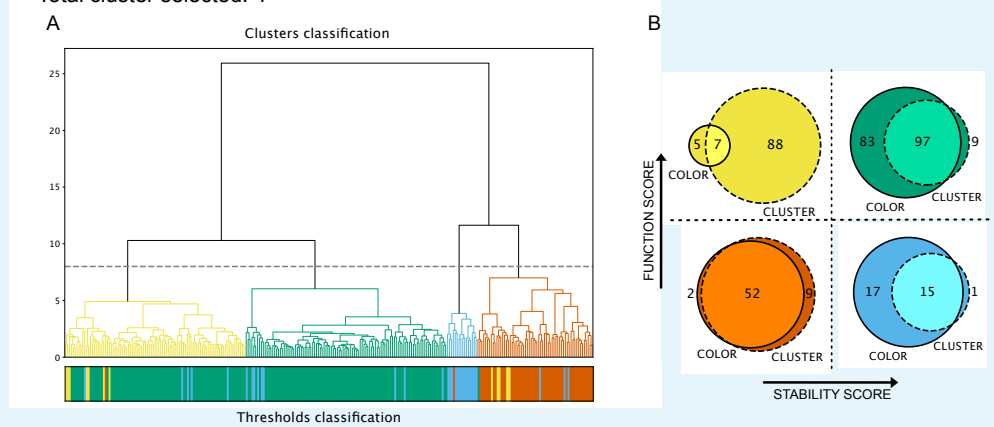 A
Clusters classification
25
20
15
10
5
0
Thresholds classification
B
FUNCTION SCORE
5 7 88
COLOR
CLUSTER
83 97 9
COLOR
CLUSTER
2 52 9
COLOR
CLUSTER
17 15 1
COLOR
CLUSTER
STABILITY SCORE